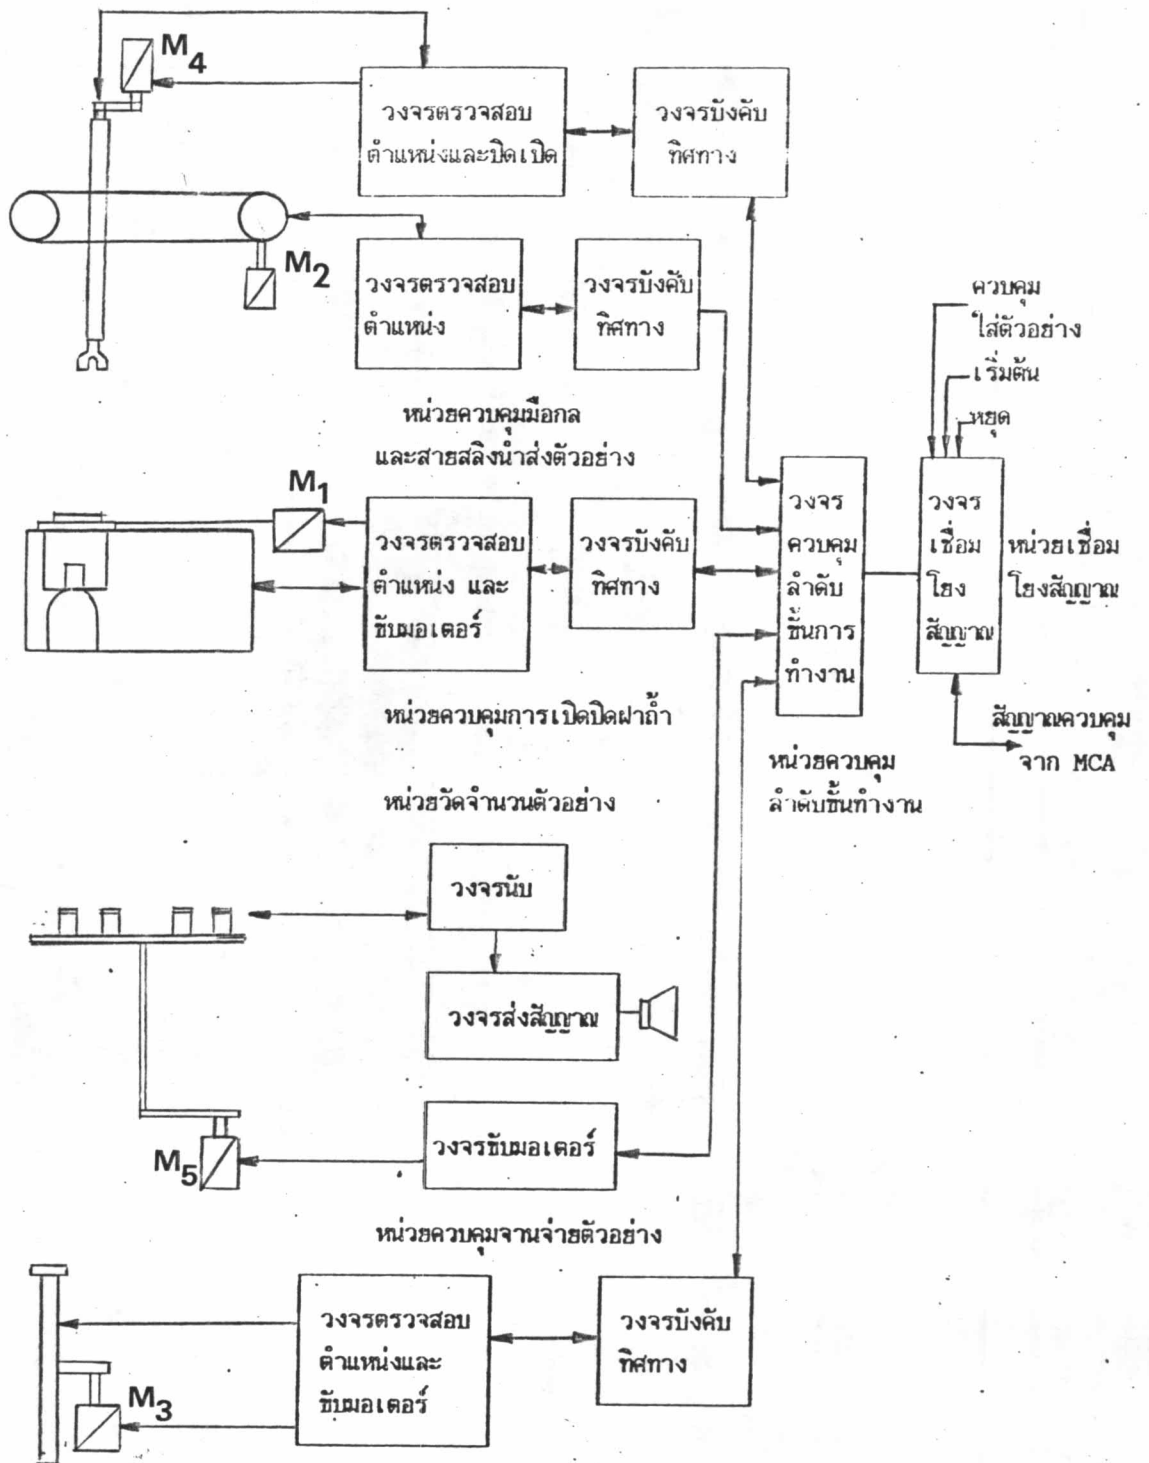 M4
วงจรตรวจสอบ
ตำแหน่งและปิดเปิด
วงจรบังคับ
ทิศทาง
M2
วงจรตรวจสอบ
ตำแหน่ง
วงจรบังคับ
ทิศทาง
ควบคุม
ใส่ตัวอย่าง
เริ่มต้น
หยุด
หน่วยควบคุมมือกล
และสายสลิงนำส่งตัวอย่าง
M1
วงจรตรวจสอบ
ตำแหน่ง และ
ขับมอเตอร์
วงจรบังคับ
ทิศทาง
วงจร
ควบคุม
ลำดับ
ขั้นการ
ทำงาน
วงจร
เชื่อม
โยง
สัญญาณ
หน่วยเชื่อม
โยงสัญญาณ
หน่วยควบคุมการเปิดปิดฝาถ้ำ
สัญญาณควบคุม
จาก MCA
หน่วยควบคุม
ลำดับขั้นทำงาน
หน่วยวัดจำนวนตัวอย่าง
วงจรนับ
วงจรส่งสัญญาณ
M5
วงจรขับมอเตอร์
หน่วยควบคุมจานจ่ายตัวอย่าง
วงจรตรวจสอบ
ตำแหน่งและ
ขับมอเตอร์
วงจรบังคับ
ทิศทาง
M3